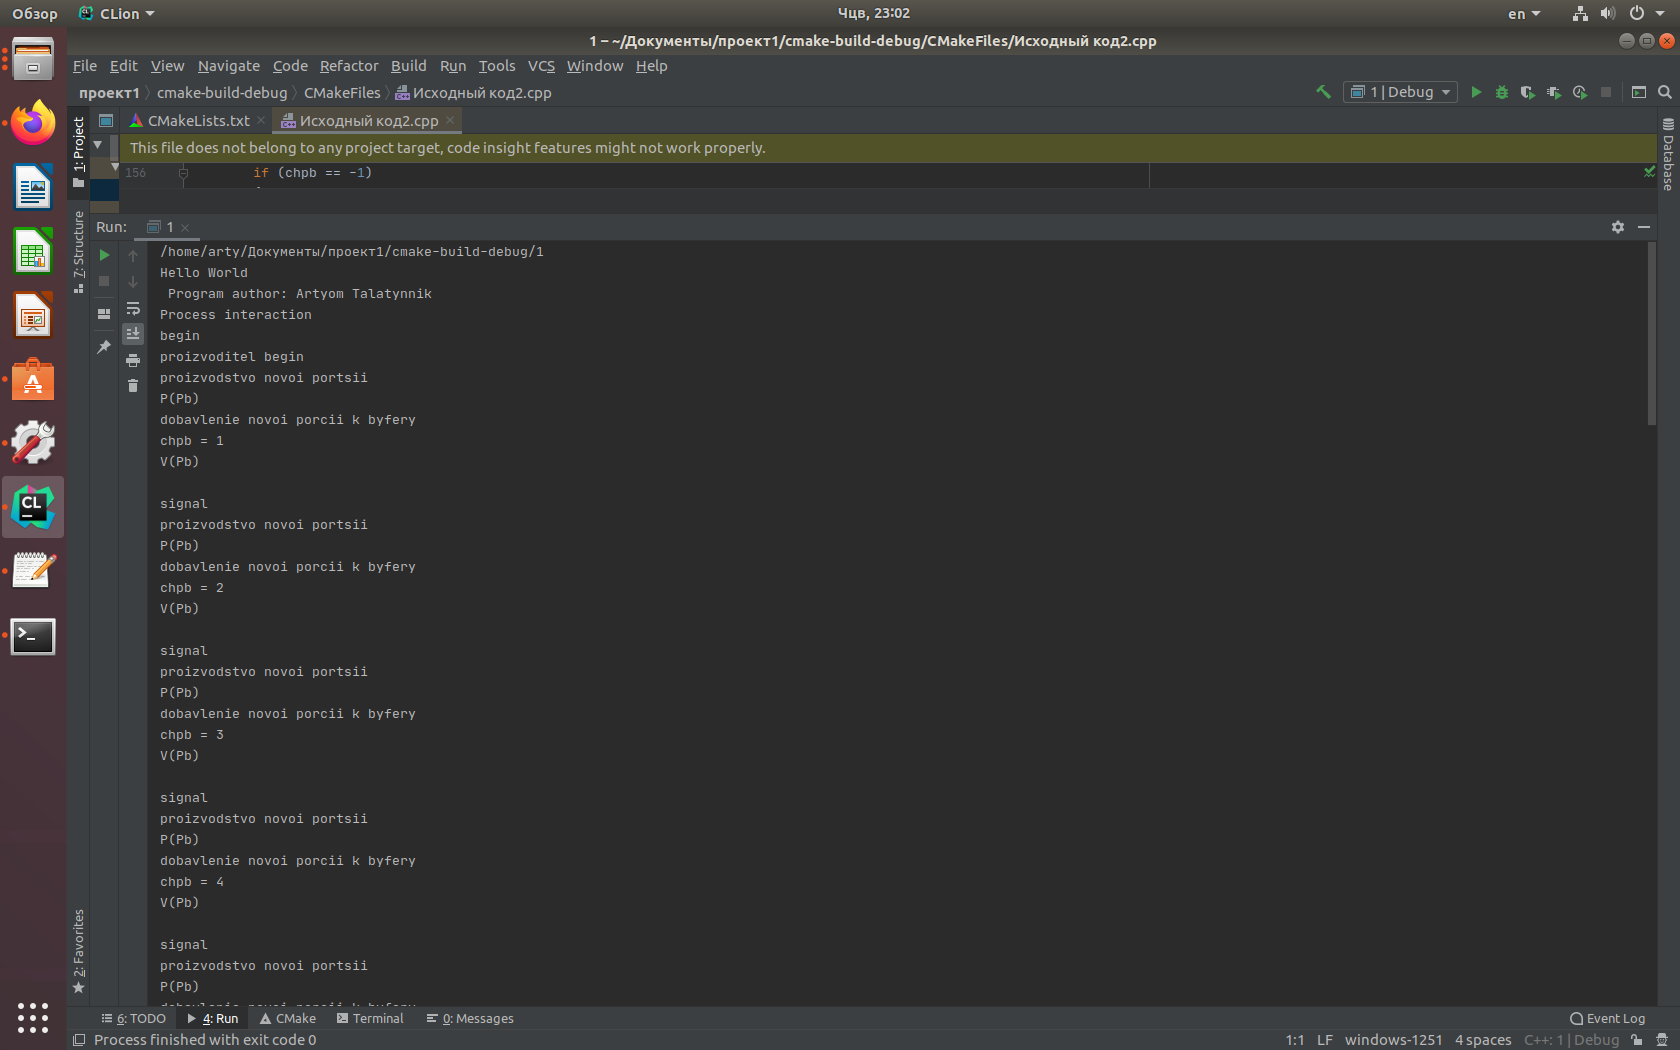 Обзор CLion Чцв, 23:02 en
1 – ~/Документы/проект1/cmake-build-debug/CMakeFiles/Исходный код2.cpp
File Edit View Navigate Code Refactor Build Run Tools VCS Window Help
проект1 cmake-build-debug CMakeFiles Исходный код2.cpp 1 | Debug
1: Project CMakeLists.txt Исходный код2.cpp
This file does not belong to any project target, code insight features might not work properly.
Database
156 if (chpb == -1)
7: Structure
Run: 1
/home/arty/Документы/проект1/cmake-build-debug/1
Hello World
Program author: Artyom Talatynnik
Process interaction
begin
proizvoditel begin
proizvodstvo novoi portsii
P(Pb)
dobavlenie novoi porcii k byfery
chpb = 1
V(Pb)
signal
proizvodstvo novoi portsii
P(Pb)
dobavlenie novoi porcii k byfery
chpb = 2
V(Pb)
signal
proizvodstvo novoi portsii
P(Pb)
dobavlenie novoi porcii k byfery
chpb = 3
V(Pb)
signal
proizvodstvo novoi portsii
P(Pb)
dobavlenie novoi porcii k byfery
chpb = 4
V(Pb)
signal
proizvodstvo novoi portsii
P(Pb)
dobavlenie novoi porcii k byfery
2: Favorites
6: TODO 4: Run CMake Terminal 0: Messages Event Log
Process finished with exit code 0 1:1 LF windows-1251 4 spaces C++: 1 | Debug